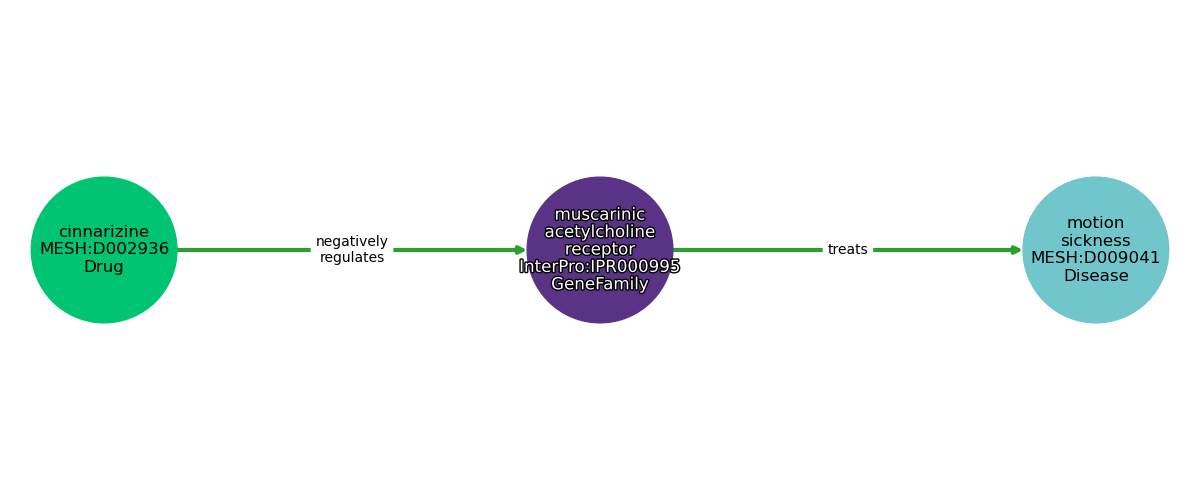 cinnarizine
MESH:D002936
Drug
negatively
regulates
muscarinic
acetylcholine
receptor
InterPro:IPR000995
GeneFamily
treats
motion
sickness
MESH:D009041
Disease